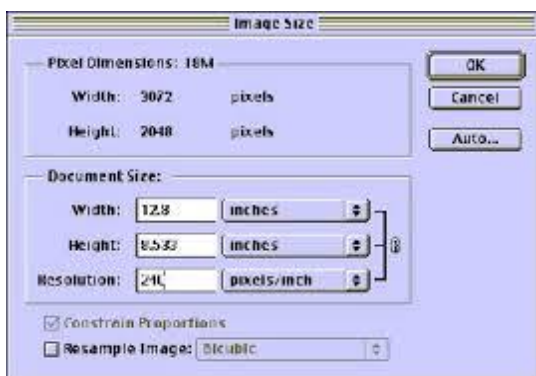 Image Size
Pixel Dimensions: 18M
OK
Width: 3072 pixels
Cancel
Height: 2048 pixels
Auto...
Document Size:
Width: 12.8 inches
Height: 8.533 inches
Resolution: 240 pixels/inch
Constrain Proportions
Resample Image: Bicubic